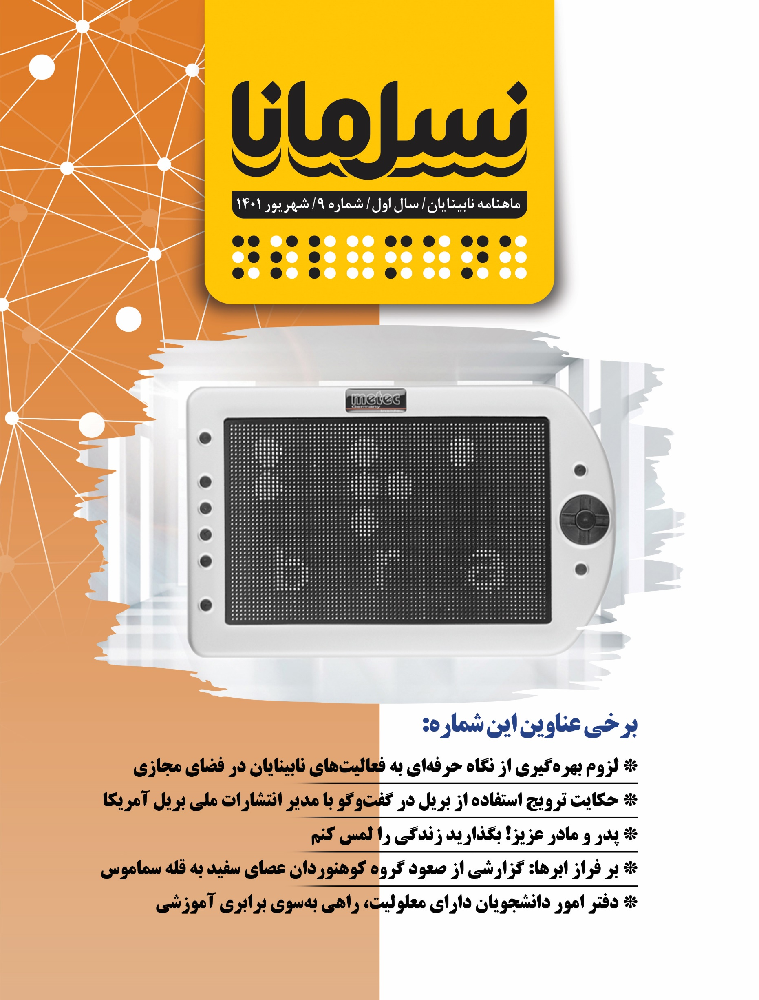 نسل مانا
ماهنامه نابینایان/ سال اول/ شماره ۹/ شهریور ۱۴۰۱
⠝⠎⠇⠀⠍⠁⠝⠁
metec
Germany
inside
b r a
برخی عناوین این شماره:
❊ لزوم بهره‌گیری از نگاه حرفه‌ای به فعالیت‌های نابینایان در فضای مجازی
❊ حکایت ترویج استفاده از بریل در گفت‌وگو با مدیر انتشارات ملی بریل آمریکا
❊ پدر و مادر عزیز! بگذارید زندگی را لمس کنم
❊ بر فراز ابرها: گزارشی از صعود گروه کوهنوردان عصای سفید به قله سماموس
❊ دفتر امور دانشجویان دارای معلولیت، راهی به‌سوی برابری آموزشی